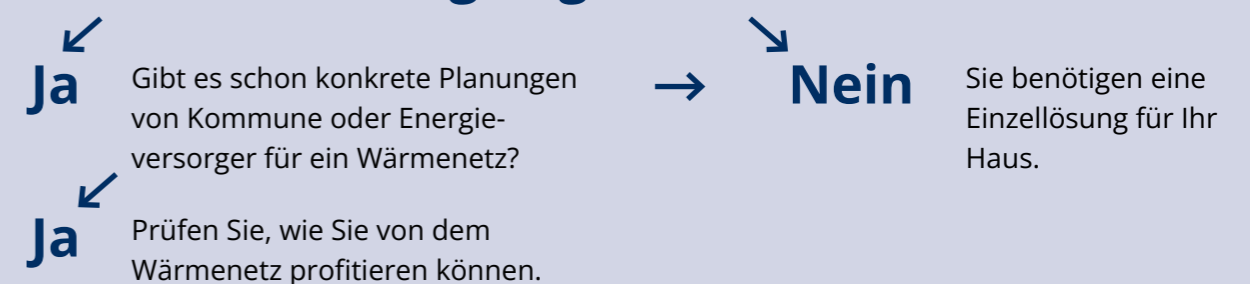 Ja
Gibt es schon konkrete Planungen
von Kommune oder Energie-
versorger für ein Wärmenetz?
Nein
Sie benötigen eine
Einzellösung für Ihr
Haus.
Ja
Prüfen Sie, wie Sie von dem
Wärmenetz profitieren können.